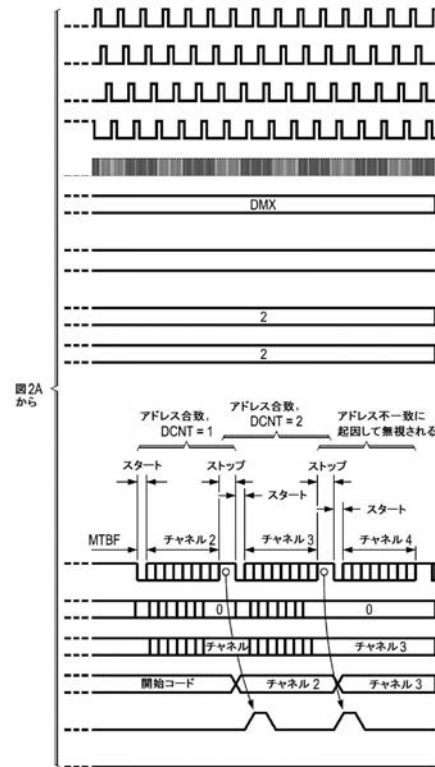 DMX
2
2
図2A
から
アドレス合致,
DCNT = 1
アドレス合致,
DCNT = 2
アドレス不一致に
起因して無視される
スタート
ストップ
ストップ
スタート
スタート
MTBF
チャネル 2
チャネル 3
チャネル 4
0
0
チャネル
チャネル 3
開始コード
チャネル 2
チャネル 3